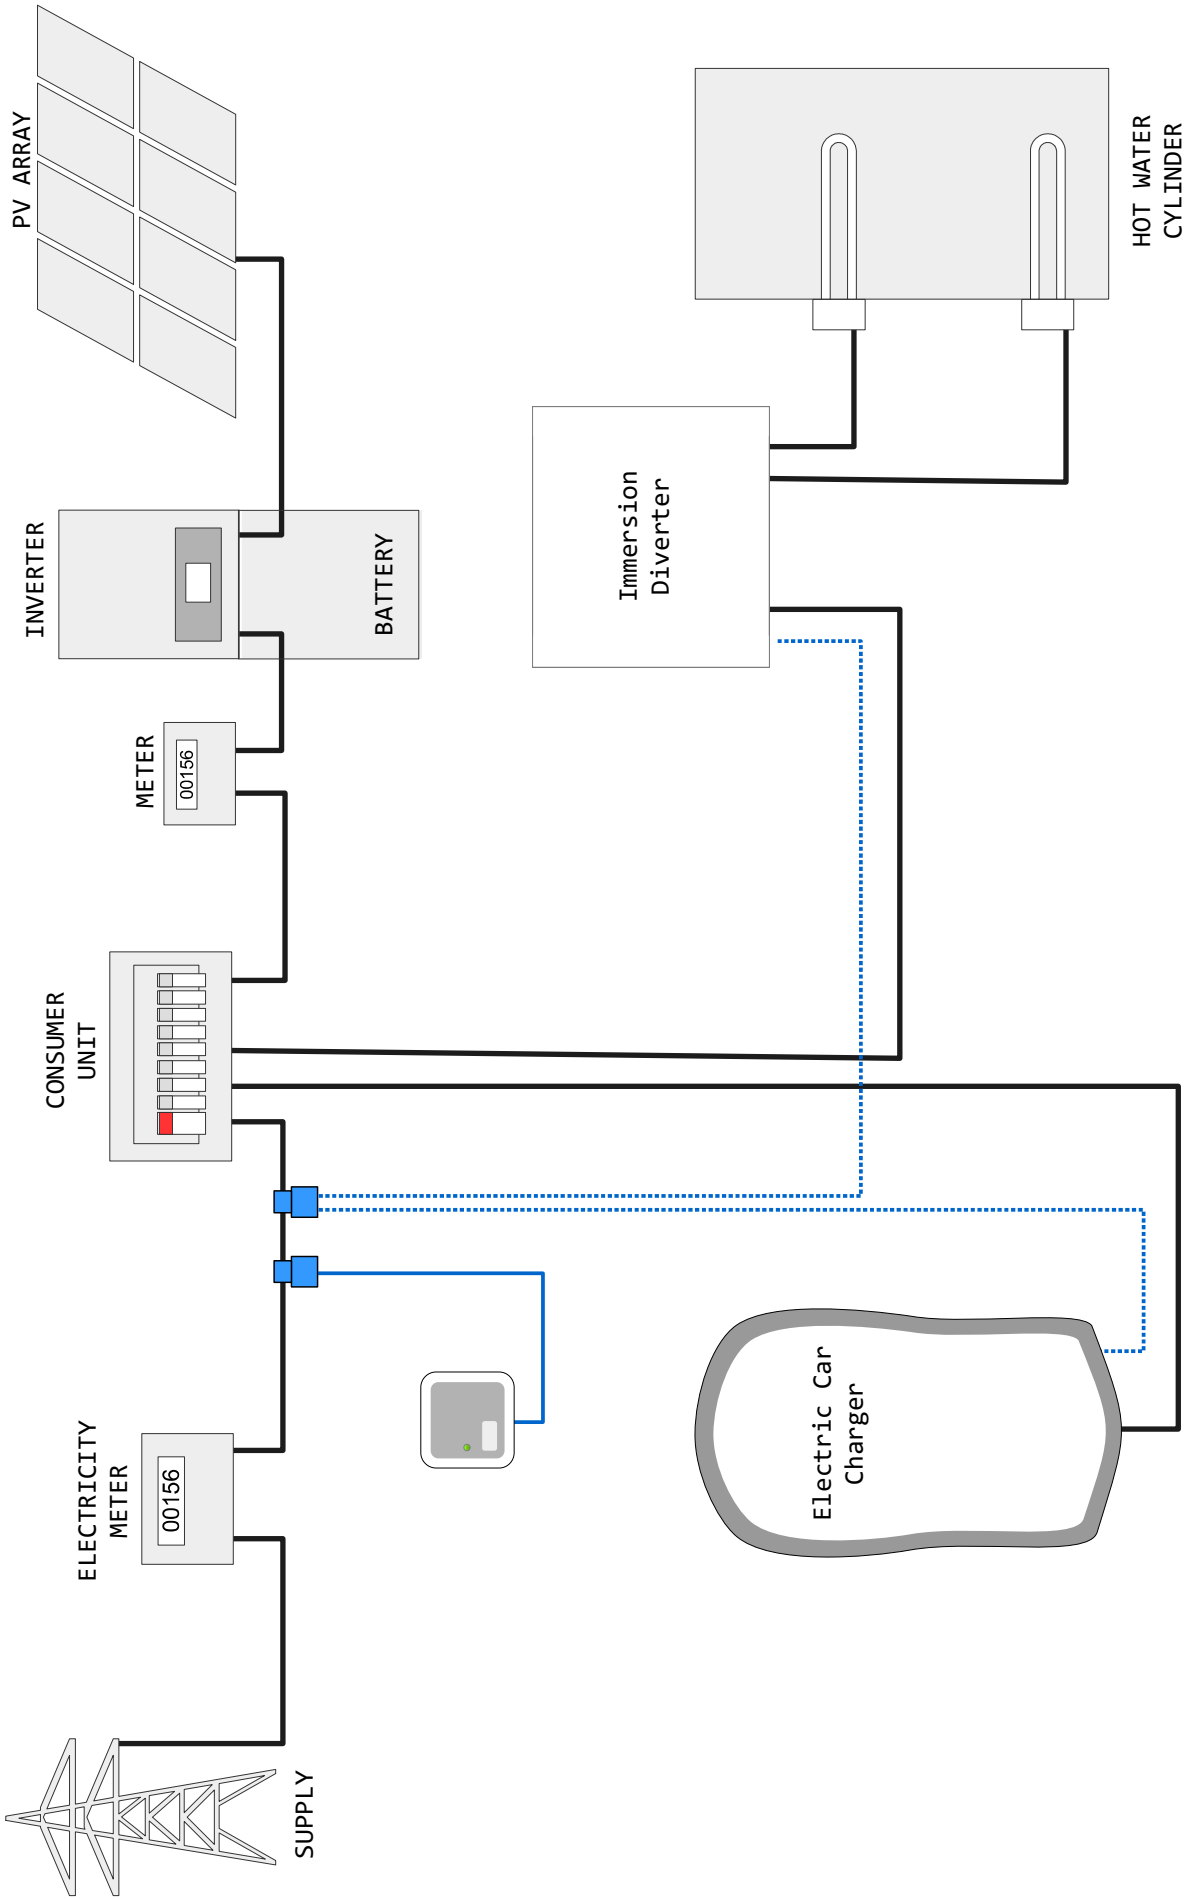 SUPPLY
ELECTRICITY
METER
00156
CONSUMER
UNIT
METER
00156
INVERTER
BATTERY
PV ARRAY
Electric Car
Charger
Immersion
Diverter
HOT WATER
CYLINDER